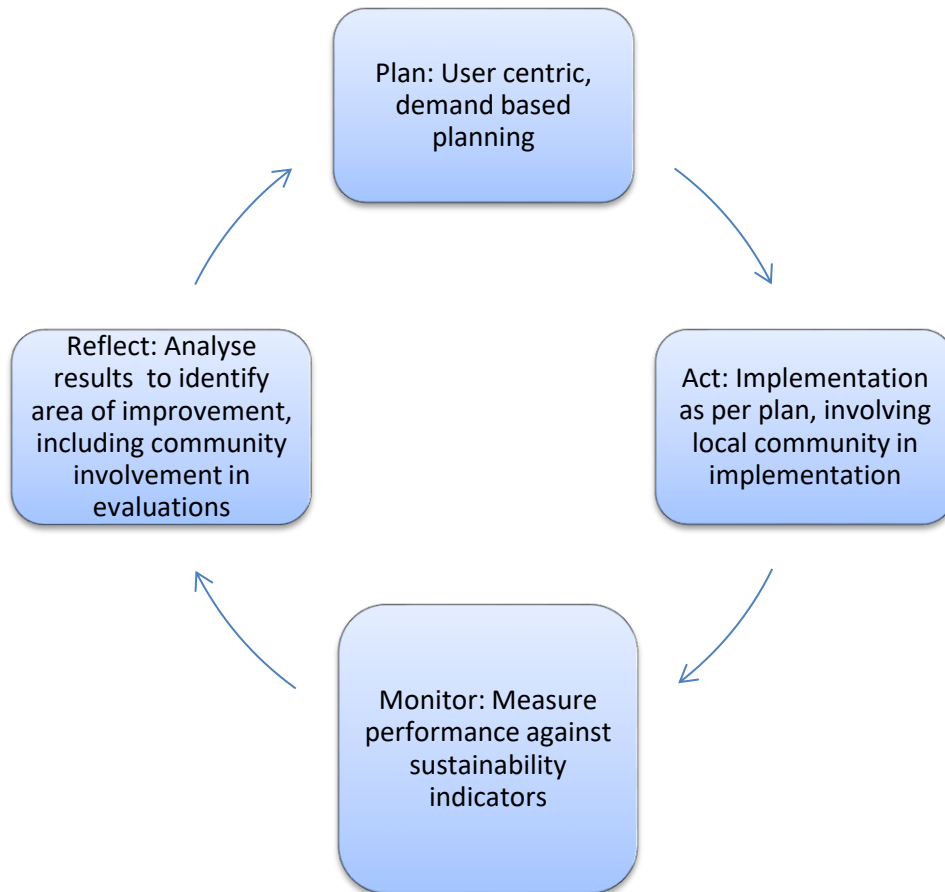 Plan: User centric,
demand based
planning
Act: Implementation
as per plan, involving
local community in
implementation
Monitor: Measure
performance against
sustainability
indicators
Reflect: Analyse
results  to identify
area of improvement,
including community
involvement in
evaluations